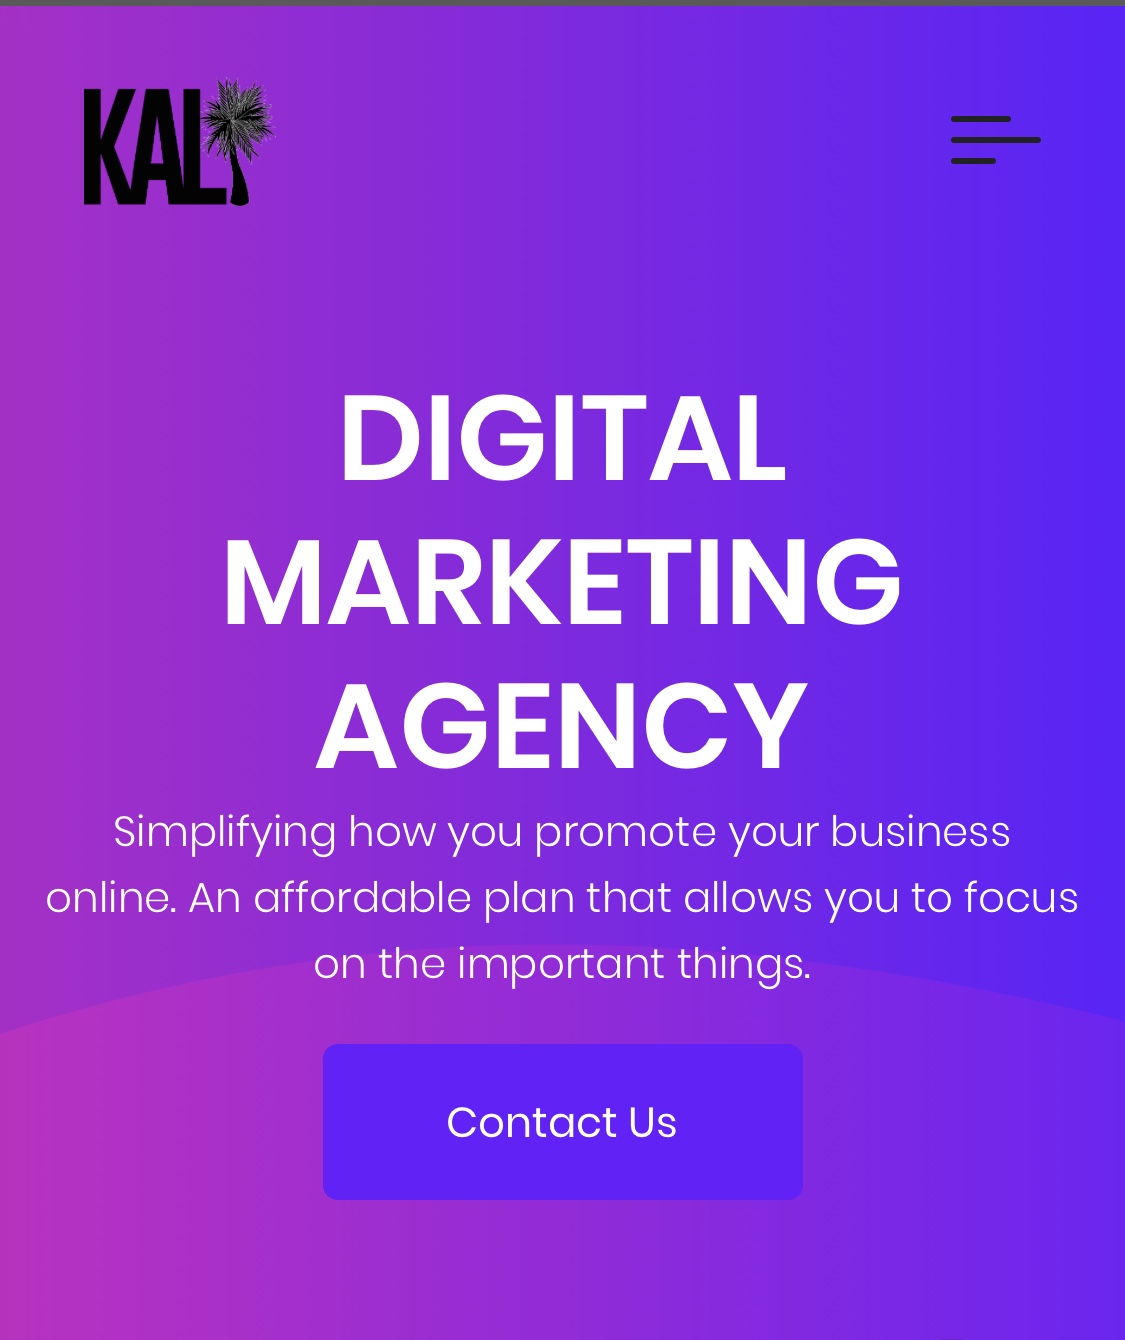 KALI
DIGITAL
MARKETING
AGENCY
Simplifying how you promote your business
online. An affordable plan that allows you to focus
on the important things.
Contact Us